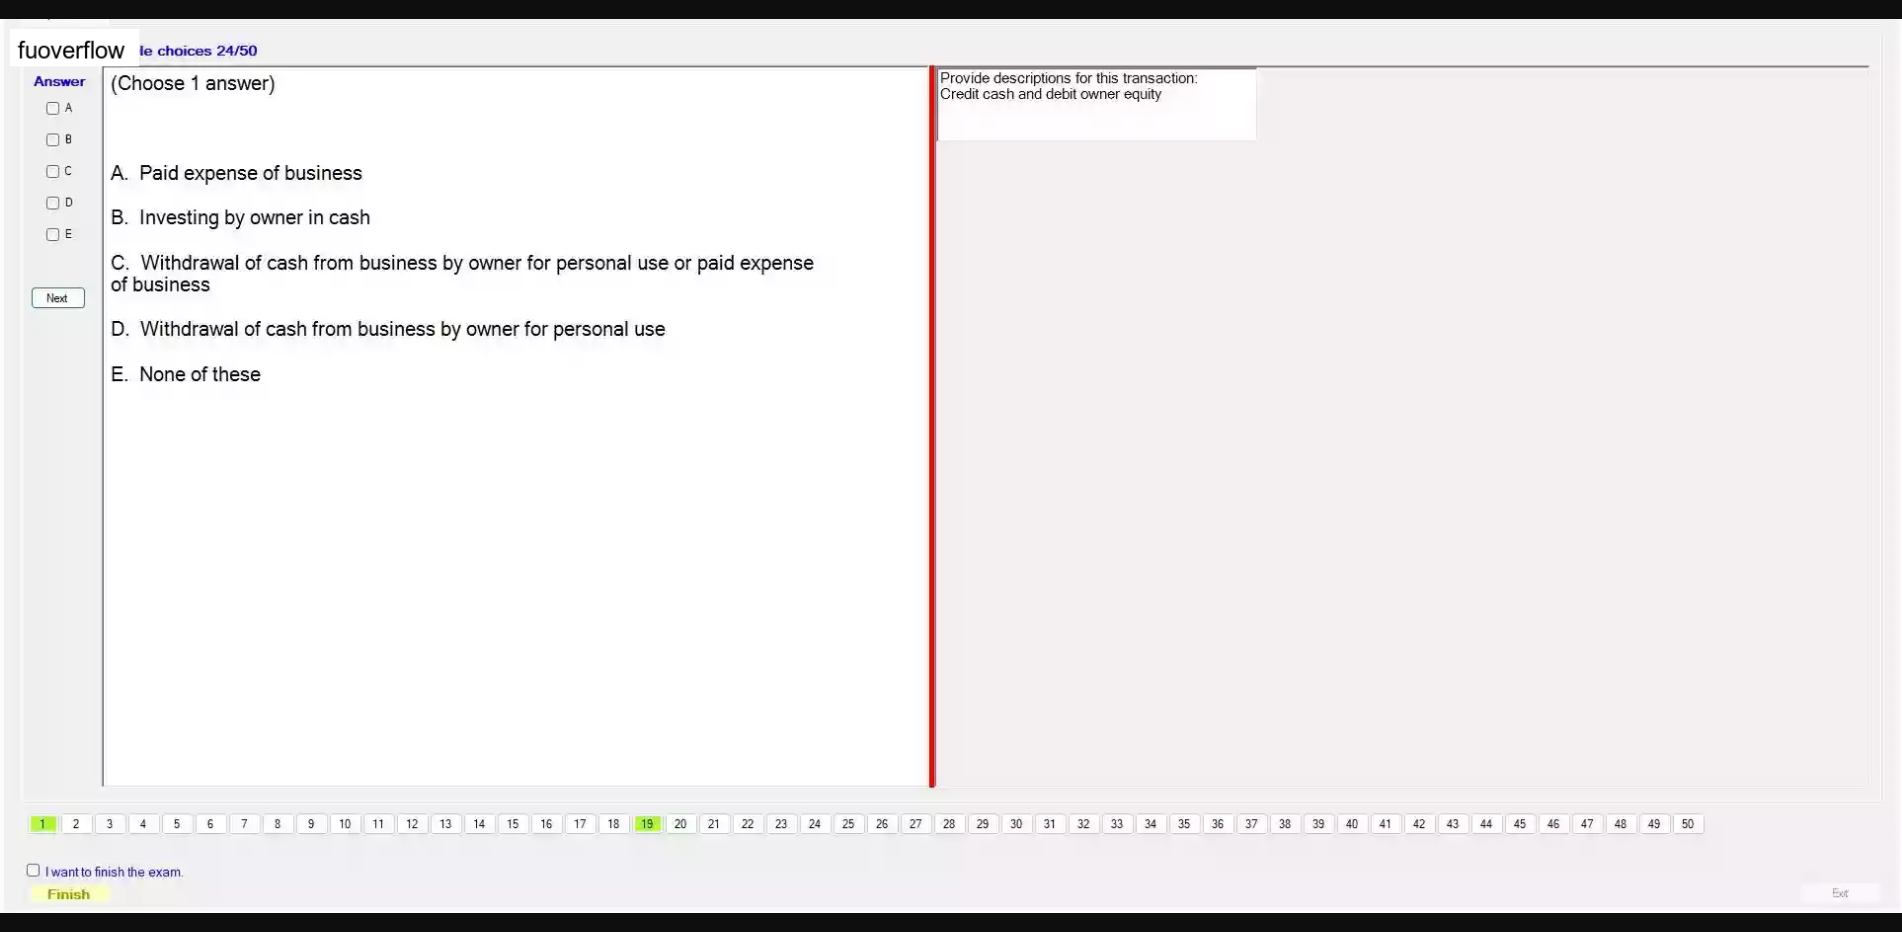 fuoverflow
le choices 24/50
Answer
A
B
C
D
E
Next
(Choose 1 answer)
A. Paid expense of business
B. Investing by owner in cash
C. Withdrawal of cash from business by owner for personal use or paid expense
of business
D. Withdrawal of cash from business by owner for personal use
E. None of these
Provide descriptions for this transaction:
Credit cash and debit owner equity
1 2 3 4 5 6 7 8 9 10 11 12 13 14 15 16 17 18 19 20 21 22 23 24 25 26 27 28 29 30 31 32 33 34 35 36 37 38 39 40 41 42 43 44 45 46 47 48 49 50
I want to finish the exam.
Finish
Exit